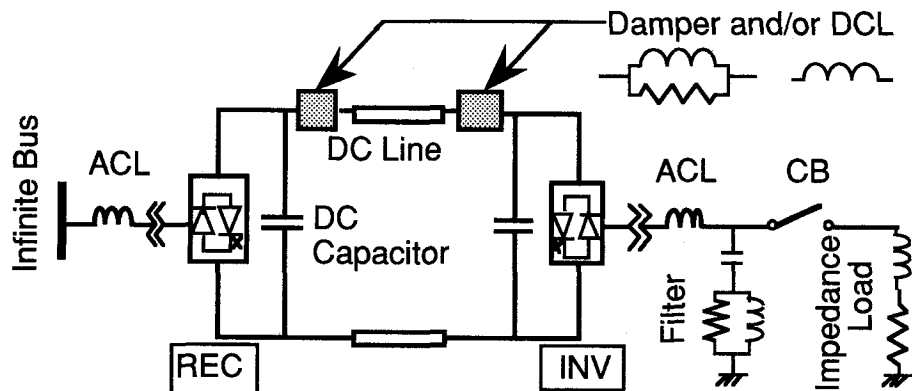 Damper and/or DCL
Infinite Bus
ACL
DC Line
DC
Capacitor
ACL
CB
Filter
Impedance
Load
REC
INV